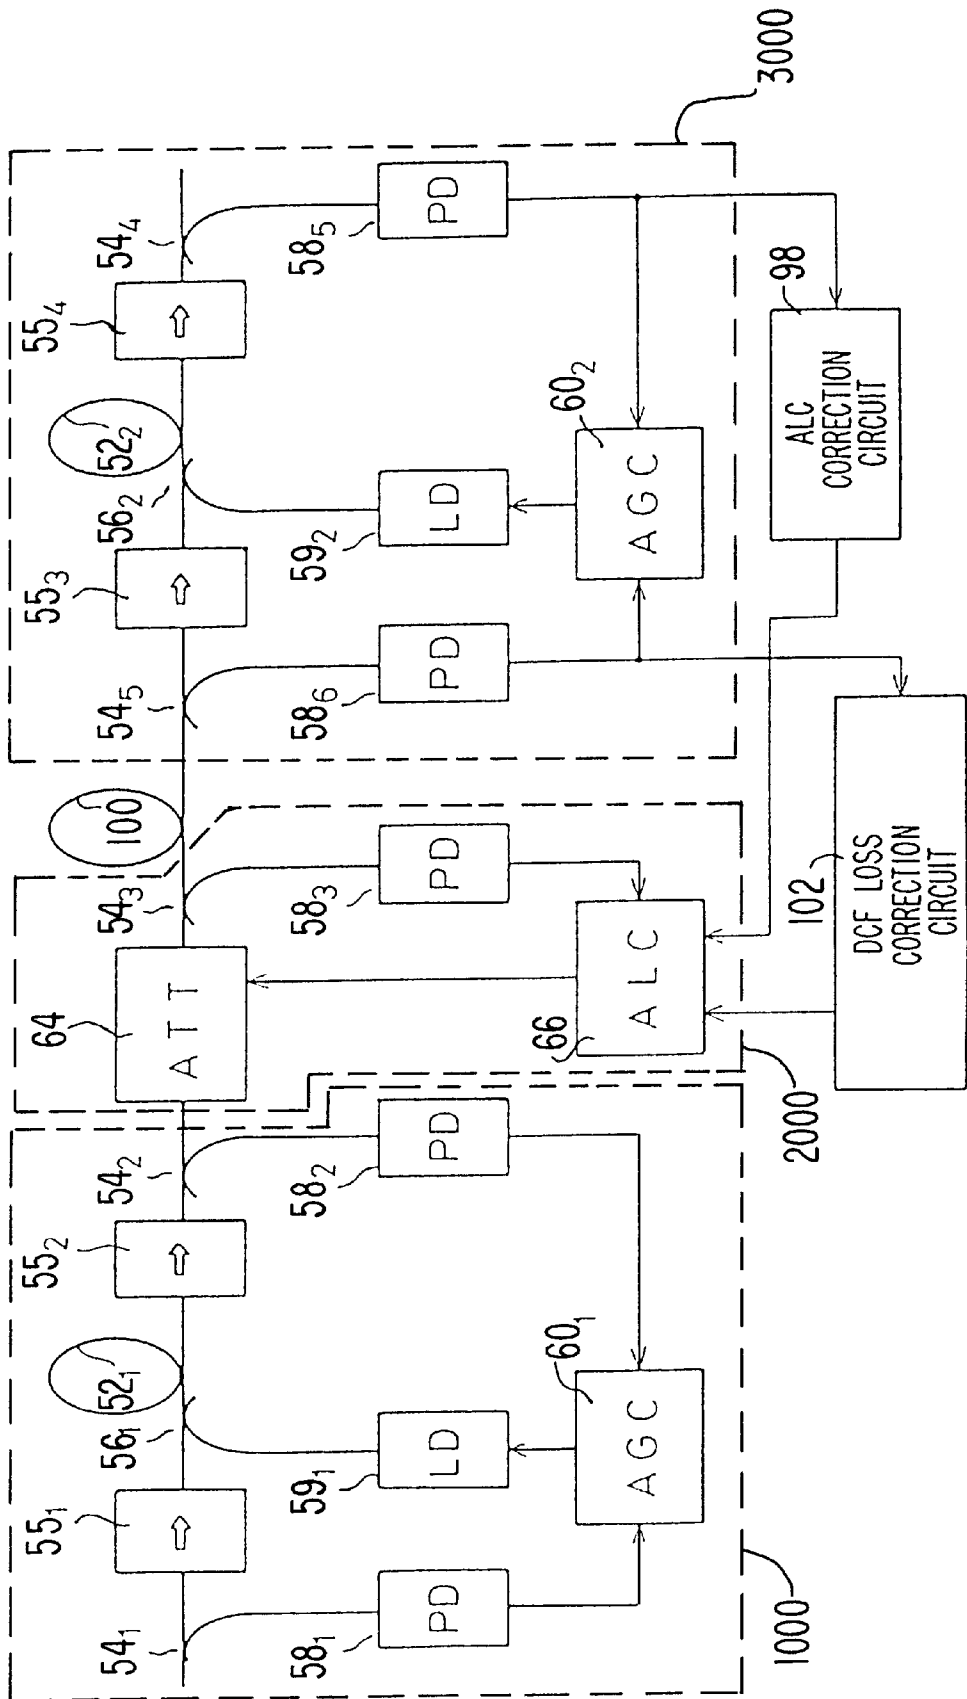 54₁
55₁
56₁
52₁
55₂
54₂
64
ATT
54₃
100
54₅
55₃
56₂
52₂
55₄
54₄
58₁
PD
59₁
LD
58₂
PD
58₃
PD
58₆
PD
59₂
LD
58₅
PD
60₁
AGC
66
ALC
60₂
AGC
1000
2000
3000
102
DCF LOSS
CORRECTION
CIRCUIT
98
ALC
CORRECTION
CIRCUIT